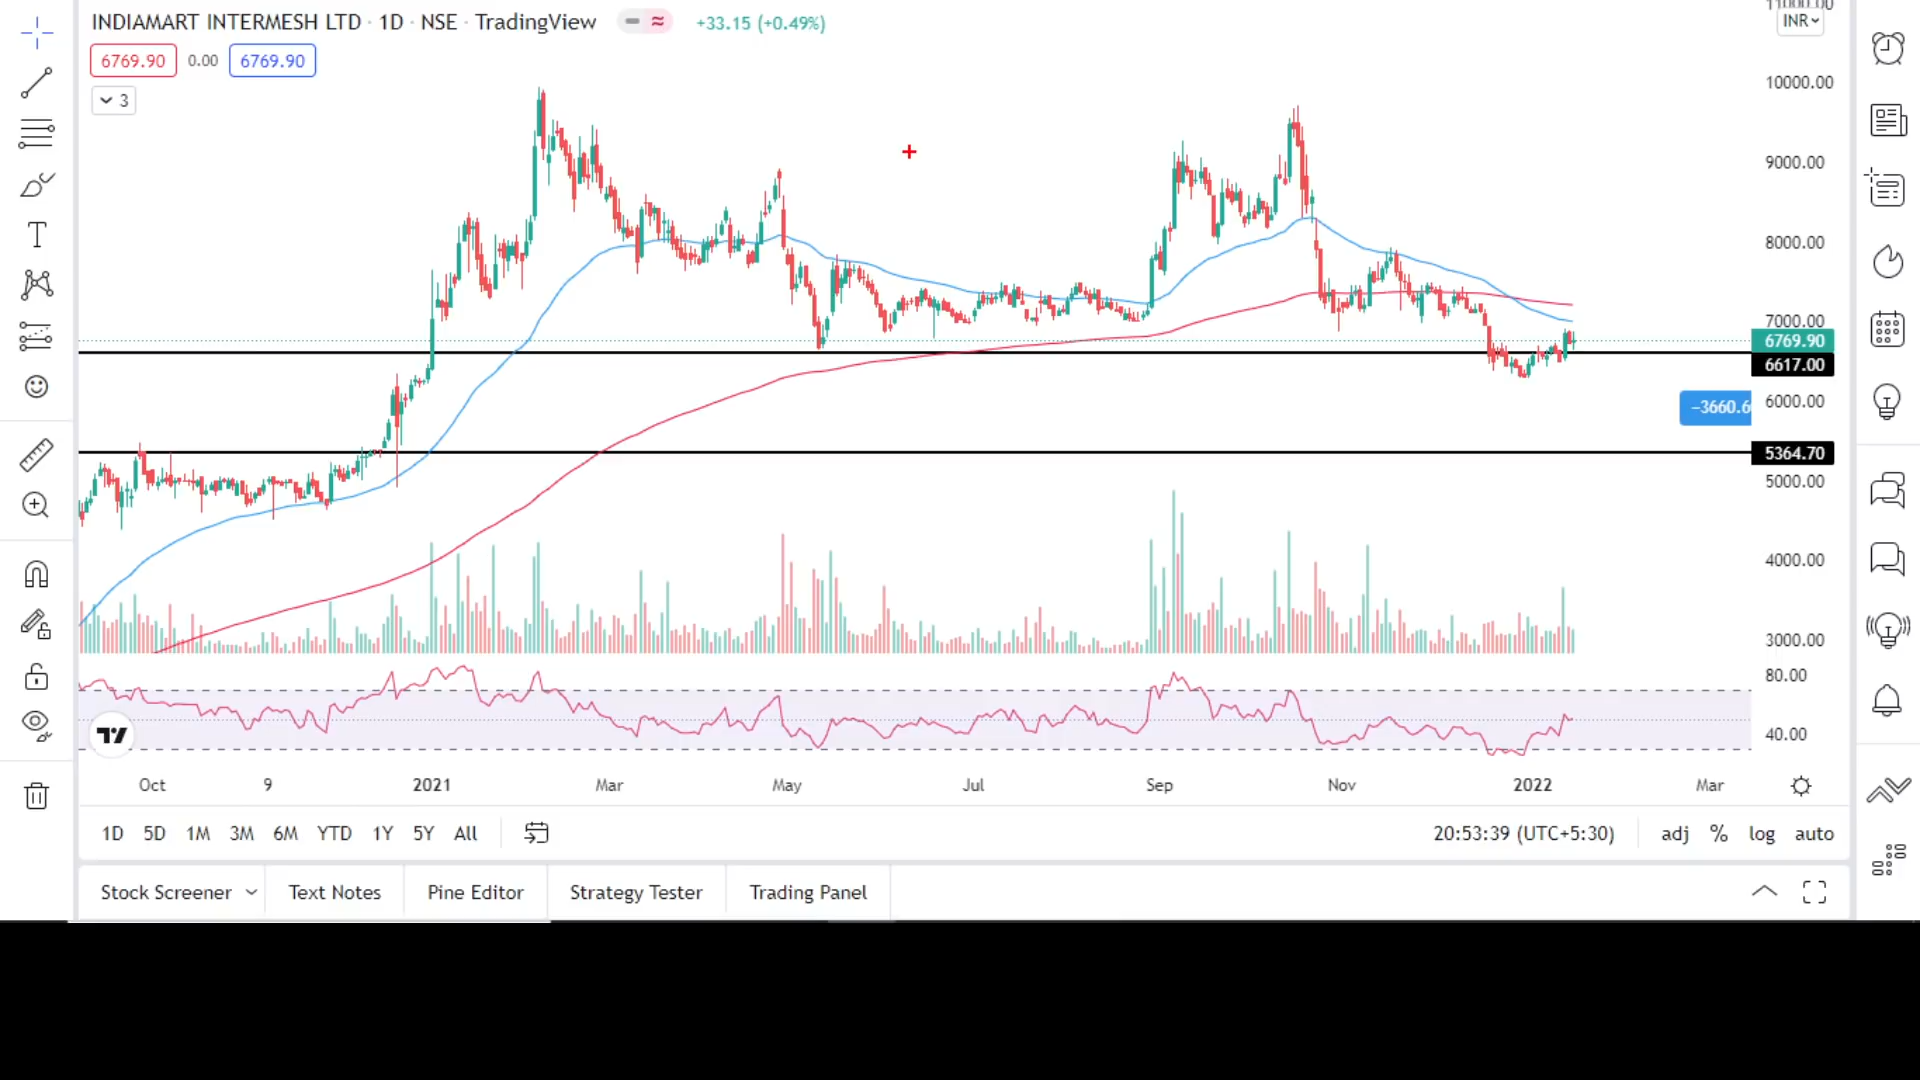 INDIAMART INTERMESH LTD · 1D · NSE · TradingView
+33.15 (+0.49%)
6769.90 0.00 6769.90
3
11000.00
INR
10000.00
9000.00
8000.00
7000.00
6769.90
6617.00
6000.00
−3660.6
5364.70
5000.00
4000.00
3000.00
80.00
40.00
Oct 9 2021 Mar May Jul Sep Nov 2022 Mar
1D 5D 1M 3M 6M YTD 1Y 5Y All
20:53:39 (UTC+5:30) adj % log auto
Stock Screener Text Notes Pine Editor Strategy Tester Trading Panel